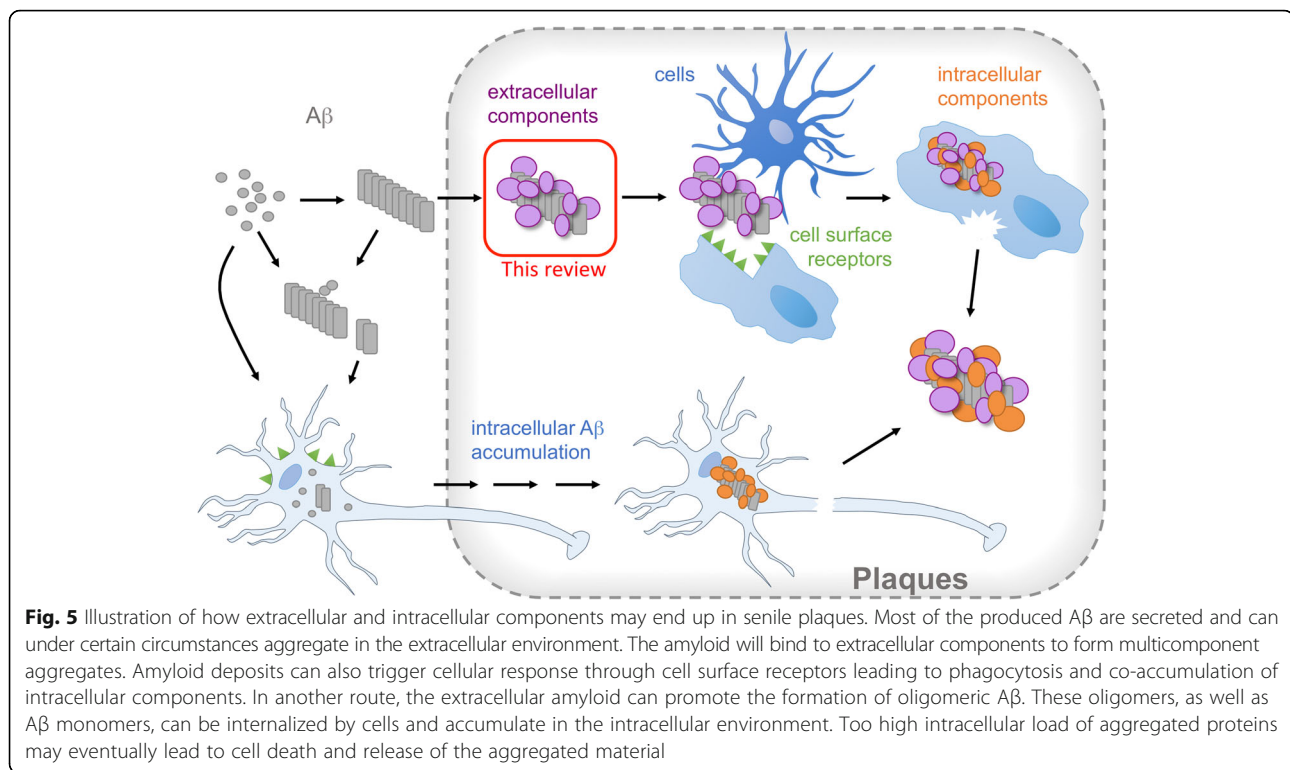 Aβ
extracellular
components
This review
cells
cell surface
receptors
intracellular
components
intracellular Aβ
accumulation
Plaques
Fig. 5 Illustration of how extracellular and intracellular components may end up in senile plaques. Most of the produced Aβ are secreted and can
under certain circumstances aggregate in the extracellular environment. The amyloid will bind to extracellular components to form multicomponent
aggregates. Amyloid deposits can also trigger cellular response through cell surface receptors leading to phagocytosis and co-accumulation of
intracellular components. In another route, the extracellular amyloid can promote the formation of oligomeric Aβ. These oligomers, as well as
Aβ monomers, can be internalized by cells and accumulate in the intracellular environment. Too high intracellular load of aggregated proteins
may eventually lead to cell death and release of the aggregated material